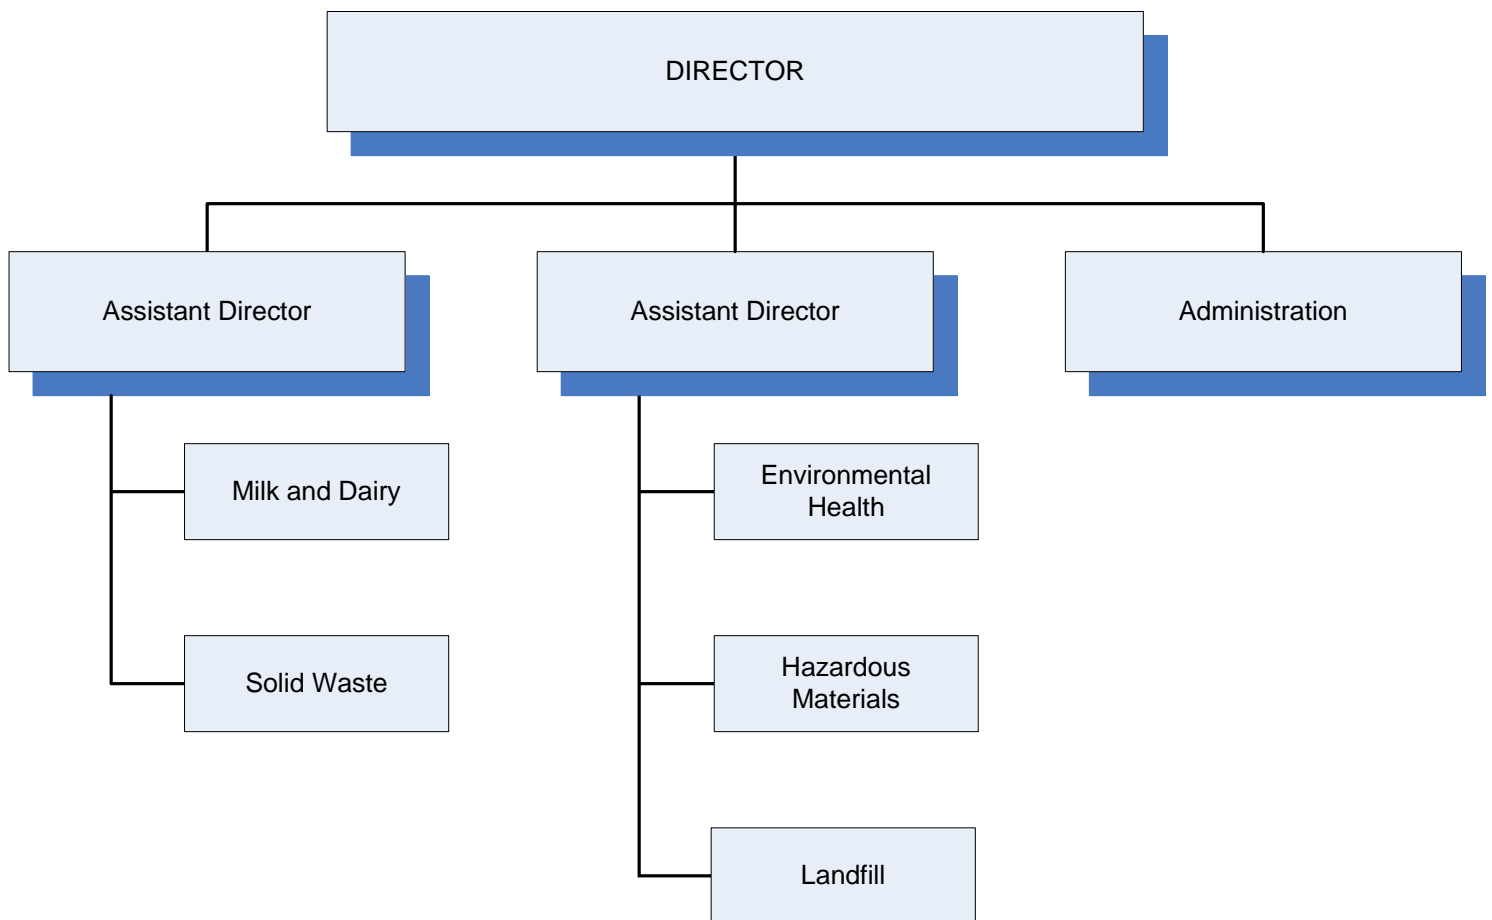 DIRECTOR
Assistant Director
Assistant Director
Administration
Milk and Dairy
Environmental
Health
Solid Waste
Hazardous
Materials
Landfill